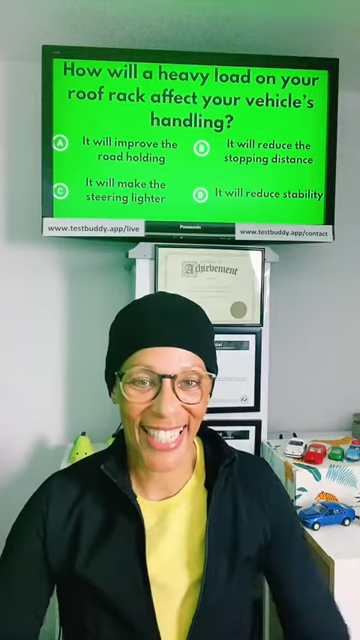 How will a heavy load on your
roof rack affect your vehicle's
handling?
A It will improve the
road holding
B It will reduce the
stopping distance
C It will make the
steering lighter
D It will reduce stability
www.testbuddy.app/live
Panasonic
www.testbuddy.app/contact
Achievement